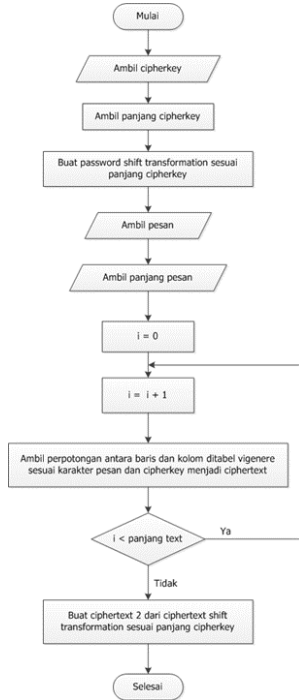 Mulai
Ambil cipherkey
Ambil panjang cipherkey
Buat password shift transformation sesuai
panjang cipherkey
Ambil pesan
Ambil panjang pesan
i = 0
i = i + 1
Ambil perpotongan antara baris dan kolom ditabel vigenere
sesuai karakter pesan dan cipherkey menjadi ciphertext
i < panjang text
Ya
Tidak
Buat ciphertext 2 dari ciphertext shift
transformation sesuai panjang cipherkey
Selesai